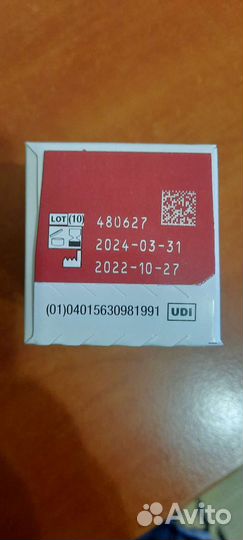 LOT (10) 480627
2024-03-31
2022-10-27
(01)04015630981991 UDI
Avito